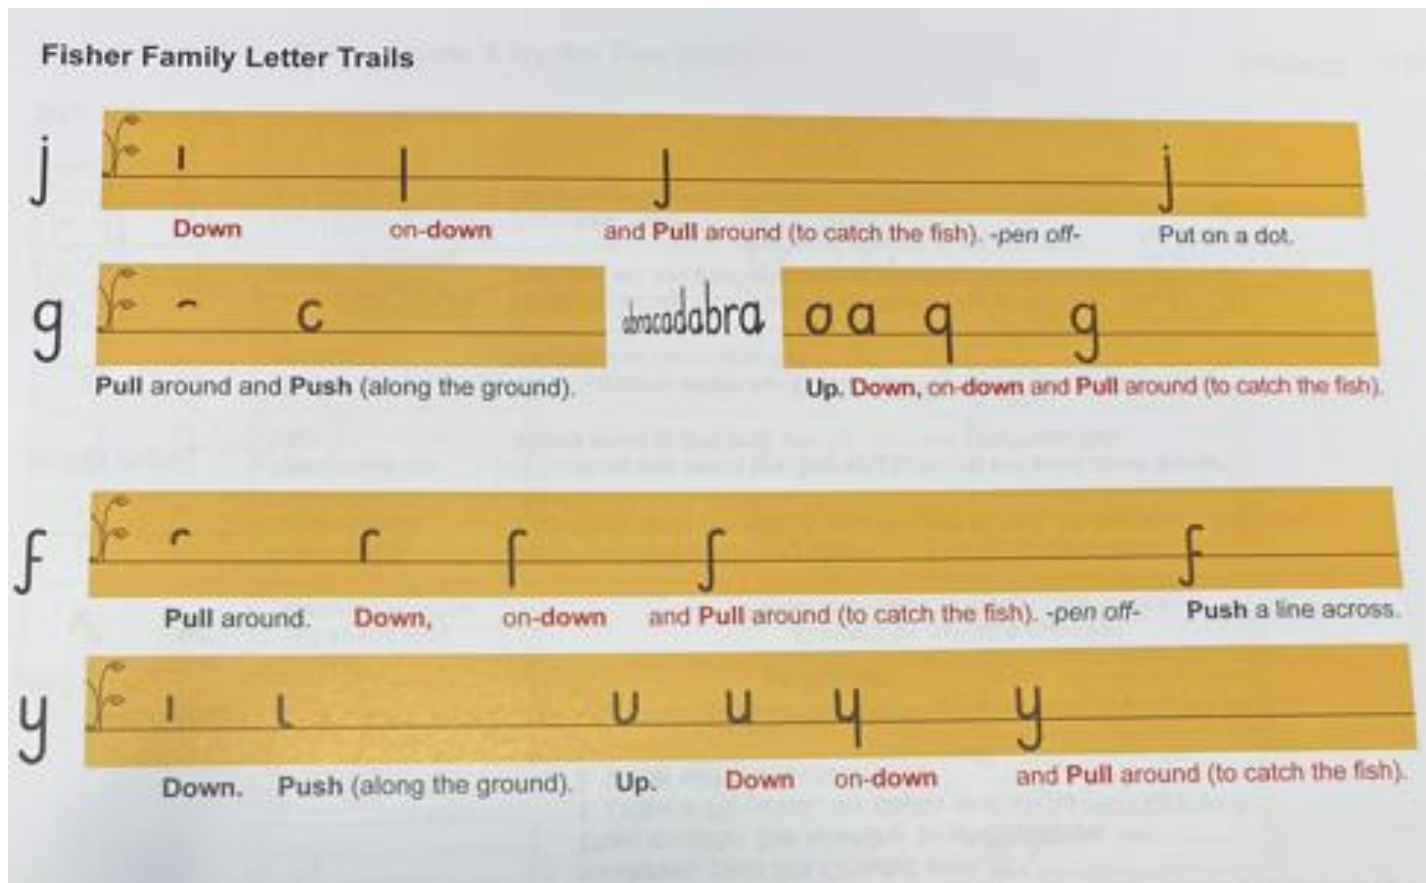 Fisher Family Letter Trails
j ı l ȷ j
Down on-down and Pull around (to catch the fish). -pen off- Put on a dot.
g c abracadabra o a q g
Pull around and Push (along the ground). Up. Down, on-down and Pull around (to catch the fish).
f f
Pull around. Down, on-down and Pull around (to catch the fish). -pen off- Push a line across.
y ı u u y y
Down. Push (along the ground). Up. Down on-down and Pull around (to catch the fish).